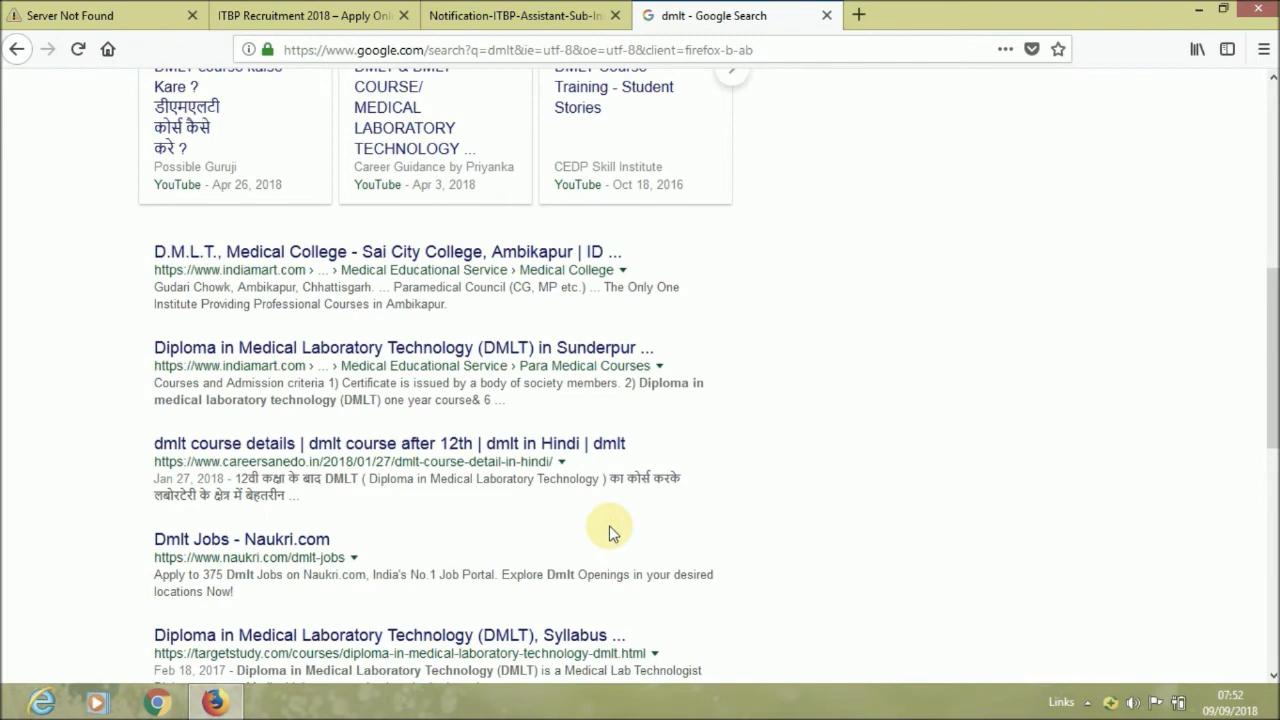 Server Not Found
ITBP Recruitment 2018 – Apply Onl
Notification-ITBP-Assistant-Sub-In
dmlt - Google Search
https://www.google.com/search?q=dmlt&ie=utf-8&oe=utf-8&client=firefox-b-ab
DMLT Course Kaise
Kare ?
डीएमएलटी
कोर्स कैसे
करे ?
Possible Guruji
YouTube - Apr 26, 2018
DMLT & BMLT
COURSE/
MEDICAL
LABORATORY
TECHNOLOGY ...
Career Guidance by Priyanka
YouTube - Apr 3, 2018
DMLT Course
Training - Student
Stories
CEDP Skill Institute
YouTube - Oct 18, 2016
D.M.L.T., Medical College - Sai City College, Ambikapur | ID ...
https://www.indiamart.com › ... › Medical Educational Service › Medical College
Gudari Chowk, Ambikapur, Chhattisgarh. ... Paramedical Council (CG, MP etc.) ... The Only One
Institute Providing Professional Courses in Ambikapur.
Diploma in Medical Laboratory Technology (DMLT) in Sunderpur ...
https://www.indiamart.com › ... › Medical Educational Service › Para Medical Courses
Courses and Admission criteria 1) Certificate is issued by a body of society members. 2) Diploma in
medical laboratory technology (DMLT) one year course& 6 ...
dmlt course details | dmlt course after 12th | dmlt in Hindi | dmlt
https://www.careersanedo.in/2018/01/27/dmlt-course-detail-in-hindi/
Jan 27, 2018 - 12वी कक्षा के बाद DMLT ( Diploma in Medical Laboratory Technology ) का कोर्स करके
लबोरटेरी के क्षेत्र में बेहतरीन ...
Dmlt Jobs - Naukri.com
https://www.naukri.com/dmlt-jobs
Apply to 375 Dmlt Jobs on Naukri.com, India's No.1 Job Portal. Explore Dmlt Openings in your desired
locations Now!
Diploma in Medical Laboratory Technology (DMLT), Syllabus ...
https://targetstudy.com/courses/diploma-in-medical-laboratory-technology-dmlt.html
Feb 18, 2017 - Diploma in Medical Laboratory Technology (DMLT) is a Medical Lab Technologist
Links
07:52
09/09/2018